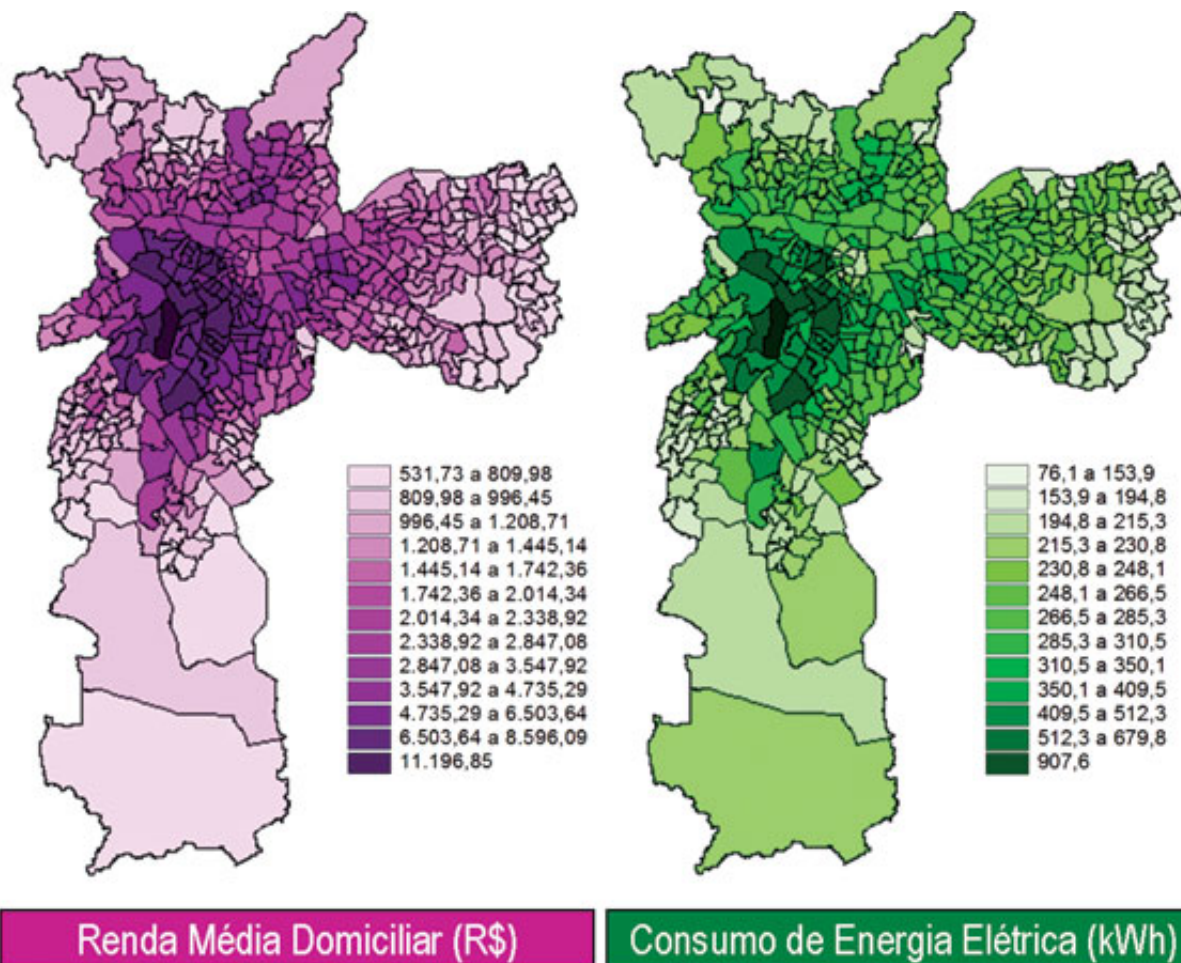 531,73 a 809,98
809,98 a 996,45
996,45 a 1.208,71
1.208,71 a 1.445,14
1.445,14 a 1.742,36
1.742,36 a 2.014,34
2.014,34 a 2.338,92
2.338,92 a 2.847,08
2.847,08 a 3.547,92
3.547,92 a 4.735,29
4.735,29 a 6.503,64
6.503,64 a 8.596,09
11.196,85
76,1 a 153,9
153,9 a 194,8
194,8 a 215,3
215,3 a 230,8
230,8 a 248,1
248,1 a 266,5
266,5 a 285,3
285,3 a 310,5
310,5 a 350,1
350,1 a 409,5
409,5 a 512,3
512,3 a 679,8
907,6
Renda Média Domiciliar (R$)
Consumo de Energia Elétrica (kWh)